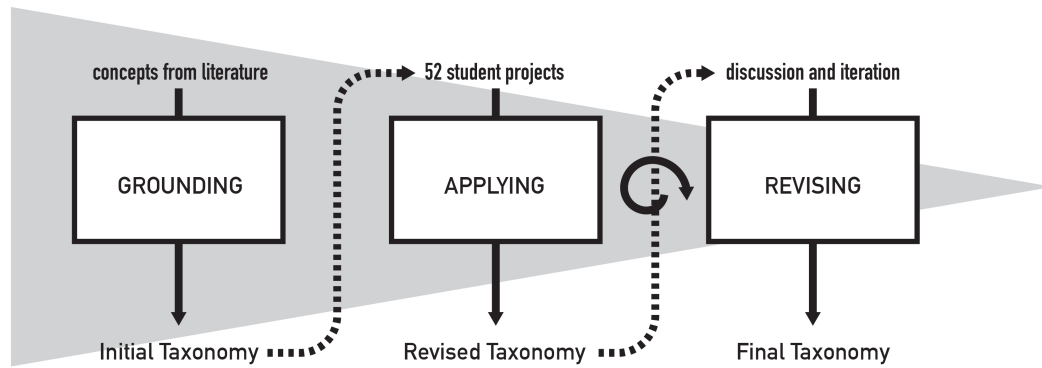 concepts from literature
52 student projects
discussion and iteration
GROUNDING
APPLYING
REVISING
Initial Taxonomy
Revised Taxonomy
Final Taxonomy